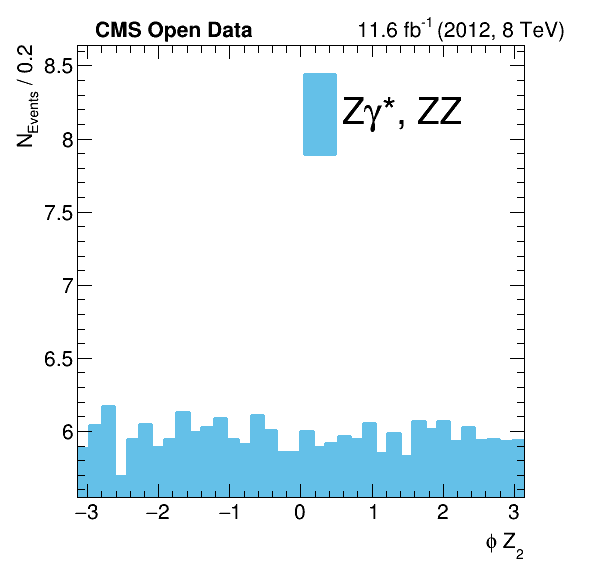 CMS Open Data 11.6 fb⁻¹ (2012, 8 TeV)
N_Events / 0.2
8.5
Zγ*, ZZ
8
7.5
7
6.5
6
−3 −2 −1 0 1 2 3
ϕ Z₂